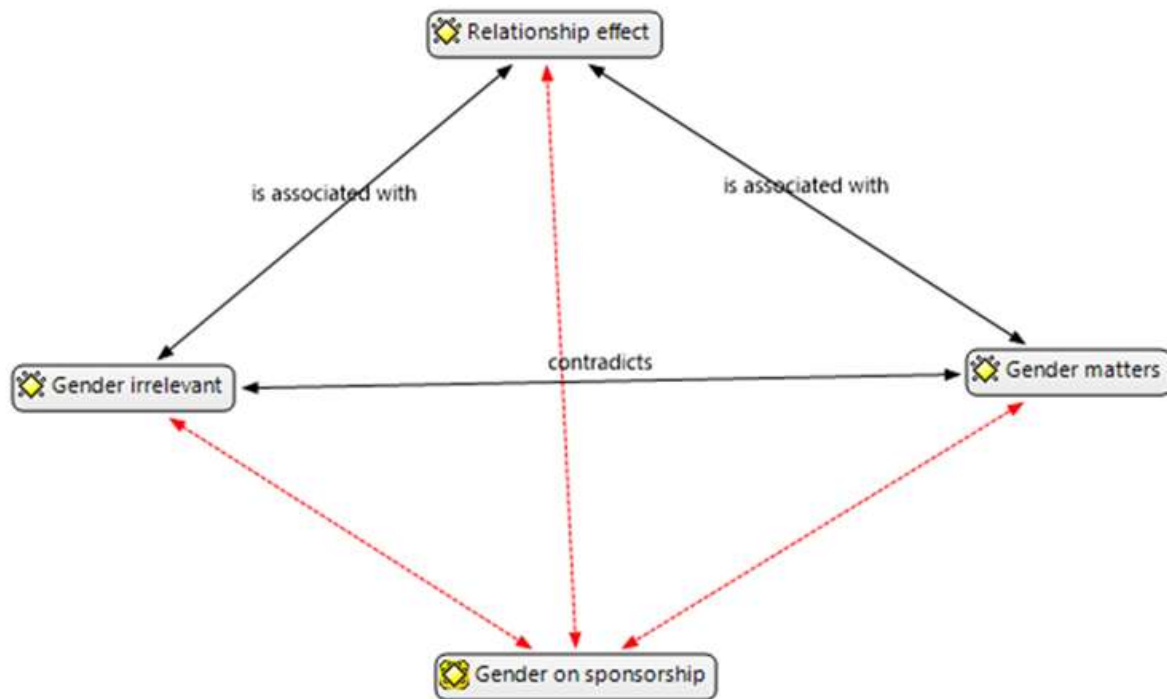 Relationship effect
is associated with
is associated with
contradicts
Gender irrelevant
Gender matters
Gender on sponsorship